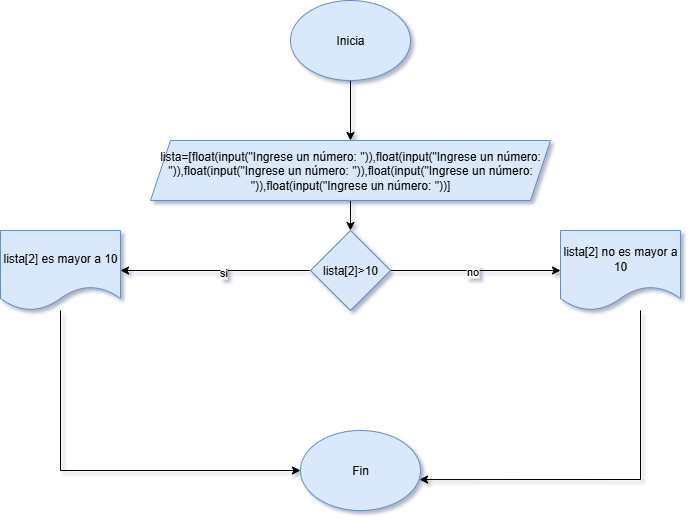 Inicia
lista=[float(input("Ingrese un número: ")),float(input("Ingrese un número:
")),float(input("Ingrese un número: ")),float(input("Ingrese un número:
")),float(input("Ingrese un número: "))]
lista[2] es mayor a 10
si
lista[2]>10
no
lista[2] no es mayor a
10
Fin